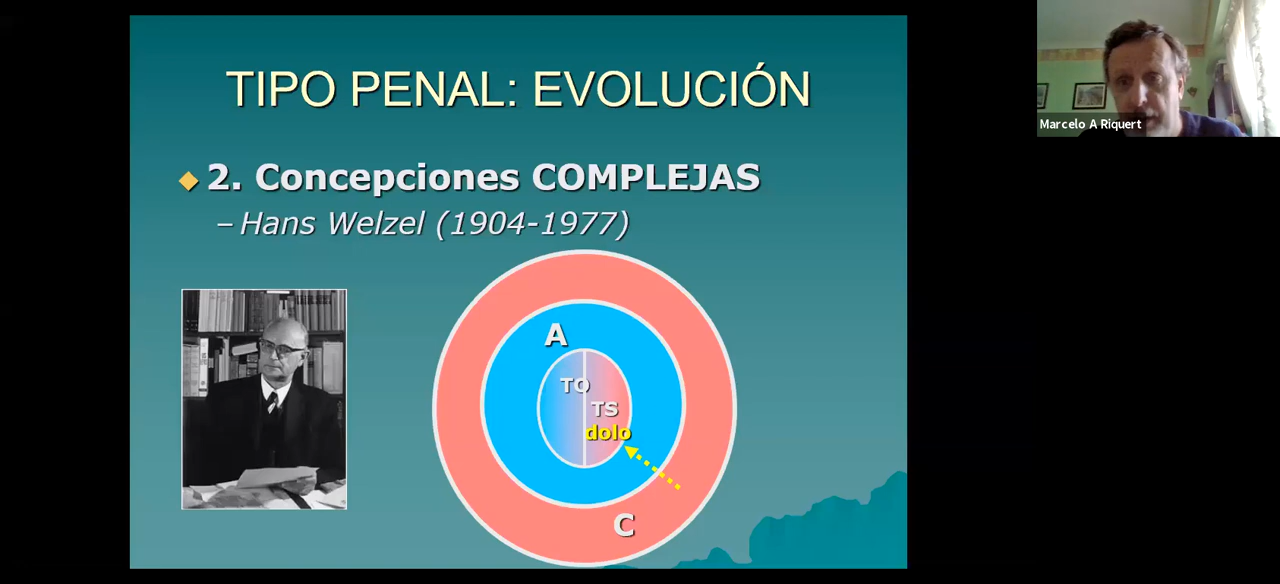 TIPO PENAL: EVOLUCIÓN
2. Concepciones COMPLEJAS
– Hans Welzel (1904-1977)
A
TO
TS
dolo
C
Marcelo A Riquert